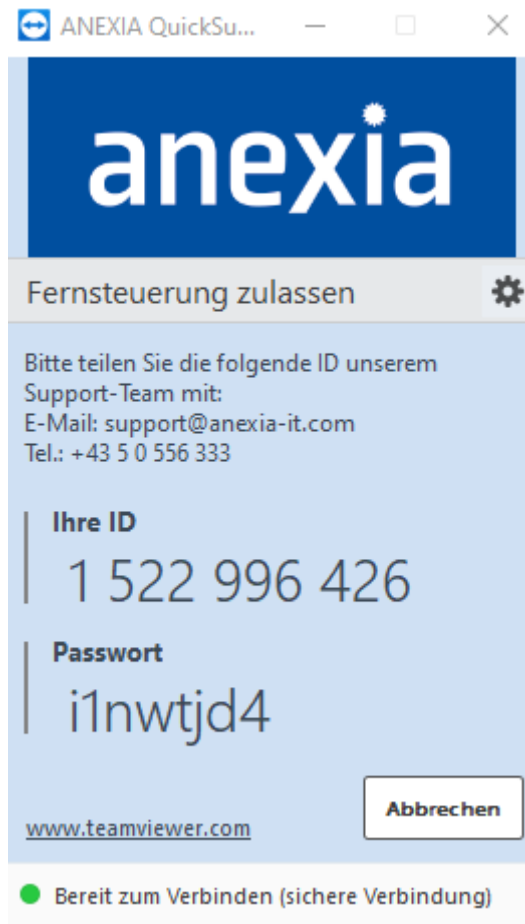 ANEXIA QuickSu...
anexia
Fernsteuerung zulassen
Bitte teilen Sie die folgende ID unserem
Support-Team mit:
E-Mail: support@anexia-it.com
Tel.: +43 5 0 556 333
Ihre ID
1 522 996 426
Passwort
i1nwtjd4
Abbrechen
www.teamviewer.com
Bereit zum Verbinden (sichere Verbindung)